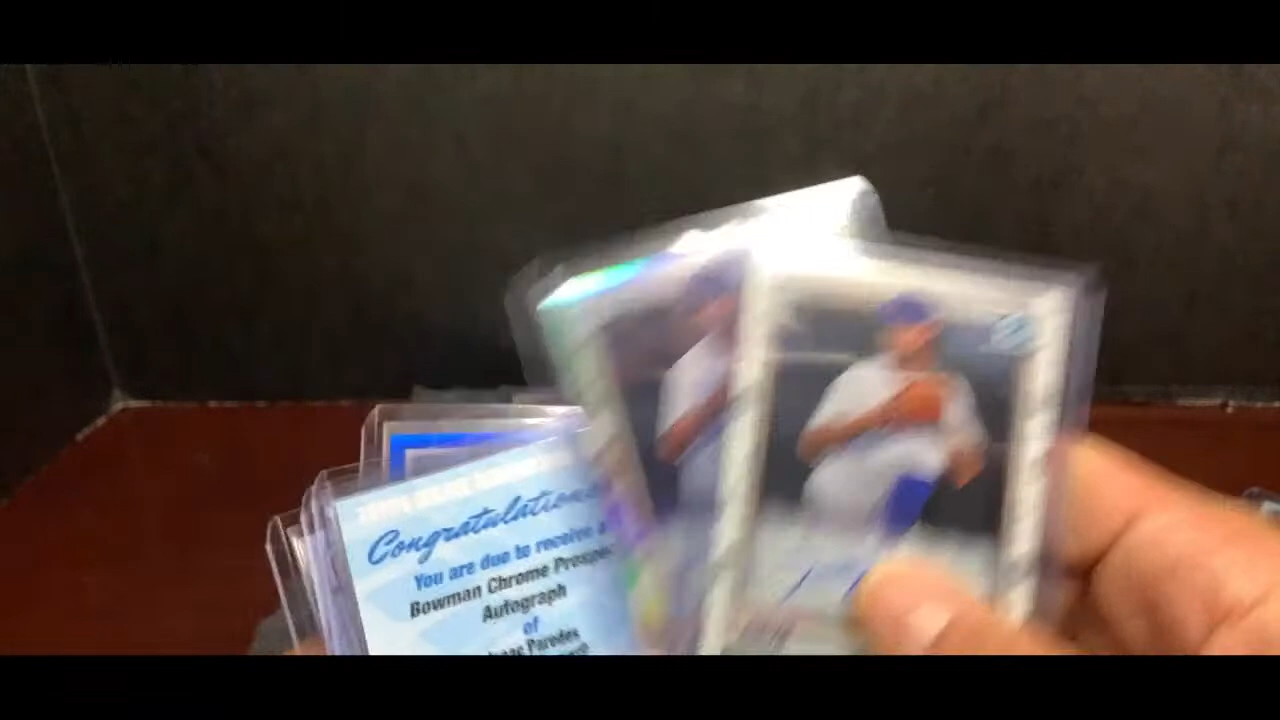 Congratulations
You are due to receive a
Bowman Chrome Prospect
Autograph
of
Isaac Paredes